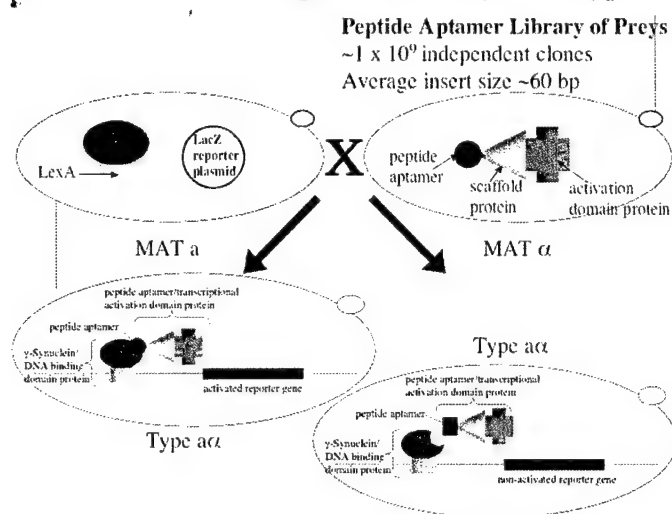 Peptide Aptamer Library of Preys
~1 x 10⁹ independent clones
Average insert size ~60 bp
LexA
LacZ
reporter
plasmid
X
peptide
aptamer
scaffold
protein
activation
domain protein
MAT a
MAT α
peptide aptamer/transcriptional
activation domain protein
peptide aptamer
γ-Synuclein/
DNA binding
domain protein
activated reporter gene
Type aα
Type aα
peptide aptamer/transcriptional
activation domain protein
peptide aptamer
γ-Synuclein/
DNA binding
domain protein
non-activated reporter gene